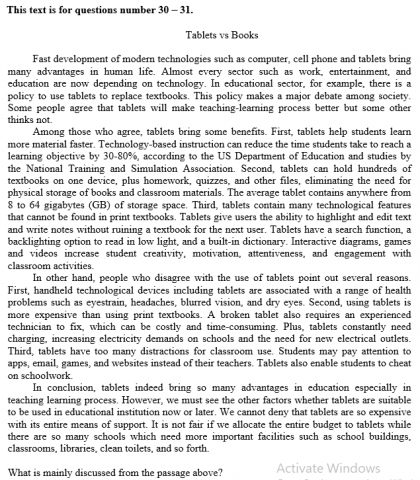 This text is for questions number 30 – 31.
Tablets vs Books
Fast development of modern technologies such as computer, cell phone and tablets bring
many advantages in human life. Almost every sector such as work, entertainment, and
education are now depending on technology. In educational sector, for example, there is a
policy to use tablets to replace textbooks. This policy makes a major debate among society.
Some people agree that tablets will make teaching-learning process better but some other
thinks not.
Among those who agree, tablets bring some benefits. First, tablets help students learn
more material faster. Technology-based instruction can reduce the time students take to reach a
learning objective by 30-80%, according to the US Department of Education and studies by
the National Training and Simulation Association. Second, tablets can hold hundreds of
textbooks on one device, plus homework, quizzes, and other files, eliminating the need for
physical storage of books and classroom materials. The average tablet contains anywhere from
8 to 64 gigabytes (GB) of storage space. Third, tablets contain many technological features
that cannot be found in print textbooks. Tablets give users the ability to highlight and edit text
and write notes without ruining a textbook for the next user. Tablets have a search function, a
backlighting option to read in low light, and a built-in dictionary. Interactive diagrams, games
and videos increase student creativity, motivation, attentiveness, and engagement with
classroom activities.
In other hand, people who disagree with the use of tablets point out several reasons.
First, handheld technological devices including tablets are associated with a range of health
problems such as eyestrain, headaches, blurred vision, and dry eyes. Second, using tablets is
more expensive than using print textbooks. A broken tablet also requires an experienced
technician to fix, which can be costly and time-consuming. Plus, tablets constantly need
charging, increasing electricity demands on schools and the need for new electrical outlets.
Third, tablets have too many distractions for classroom use. Students may pay attention to
apps, email, games, and websites instead of their teachers. Tablets also enable students to cheat
on schoolwork.
In conclusion, tablets indeed bring so many advantages in education especially in
teaching learning process. However, we must see the other factors whether tablets are suitable
to be used in educational institution now or later. We cannot deny that tablets are so expensive
with its entire means of support. It is not fair if we allocate the entire budget to tablets while
there are so many schools which need more important facilities such as school buildings,
classrooms, libraries, clean toilets, and so forth.
What is mainly discussed from the passage above?
Activate Windows